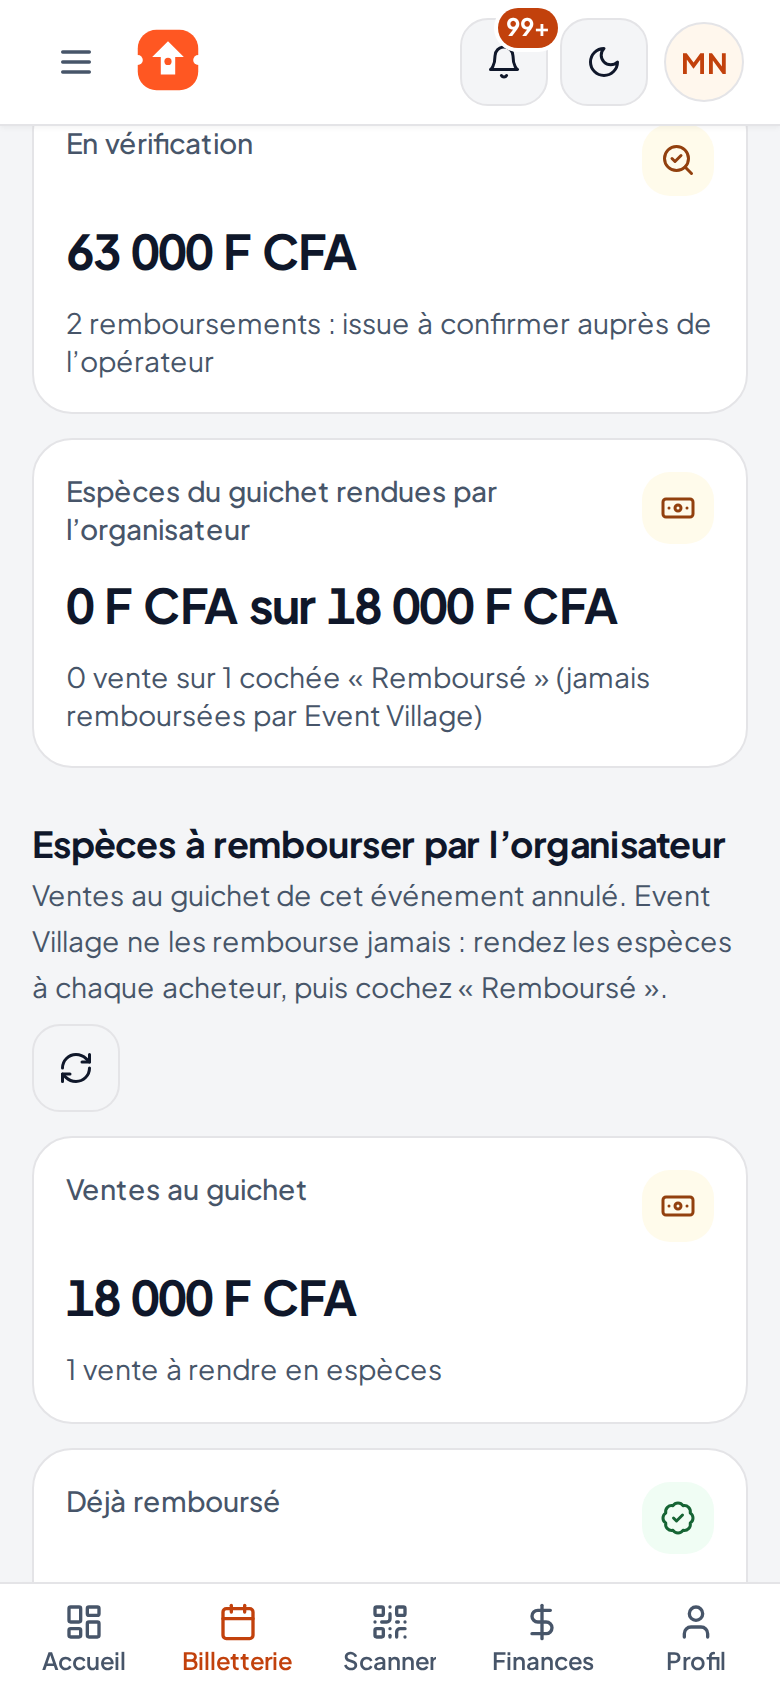 99+
MN
En vérification
63 000 F CFA
2 remboursements : issue à confirmer auprès de
l’opérateur
Espèces du guichet rendues par
l’organisateur
0 F CFA sur 18 000 F CFA
0 vente sur 1 cochée « Remboursé » (jamais
remboursées par Event Village)
Espèces à rembourser par l’organisateur
Ventes au guichet de cet événement annulé. Event
Village ne les rembourse jamais : rendez les espèces
à chaque acheteur, puis cochez « Remboursé ».
Ventes au guichet
18 000 F CFA
1 vente à rendre en espèces
Déjà remboursé
Accueil
Billetterie
Scanner
Finances
Profil